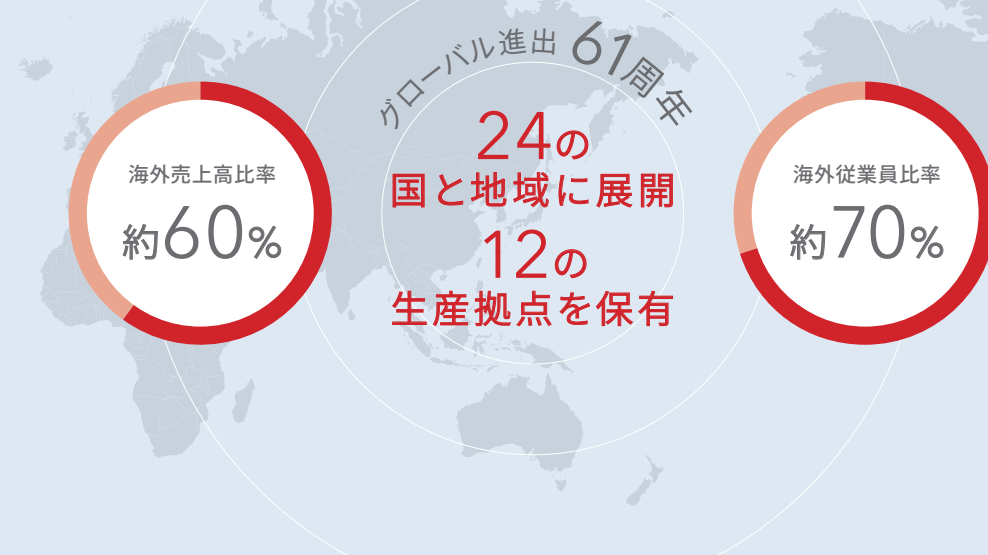 グローバル進出 61周年
24の
国と地域に展開
12の
生産拠点を保有
海外売上高比率
約60%
海外従業員比率
約70%